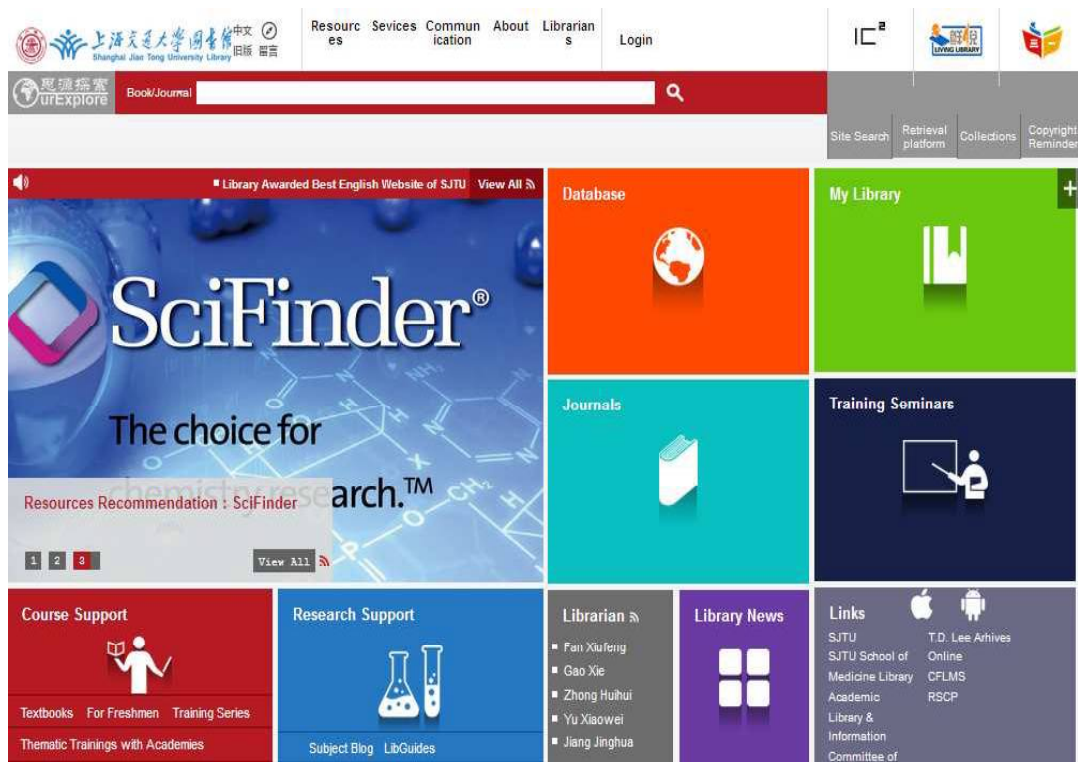 上海交通大学图书馆
Shanghai Jiao Tong University Library
中文
旧版 留言
Resourc
es
Sevices
Commun
ication
About
Librarian
s
Login
IC²
鲜悦
LIVING LIBRARY
思源探索
urExplore
Book/Journal
Site Search
Retrieval
platform
Collections
Copyright
Reminder
Library Awarded Best English Website of SJTU View All
SciFinder®
The choice for
chemistry research.™
Resources Recommendation : SciFinder
1 2 3
View All
Database
My Library
+
Journals
Training Seminars
Course Support
Textbooks For Freshmen Training Series
Thematic Trainings with Academies
Research Support
Subject Blog LibGuides
Librarian
Fan Xiufeng
Gao Xie
Zhong Huihui
Yu Xiaowei
Jiang Jinghua
Library News
Links
SJTU
SJTU School of
Medicine Library
Academic
Library &
Information
Committee of
T.D. Lee Arhives
Online
CFLMS
RSCP